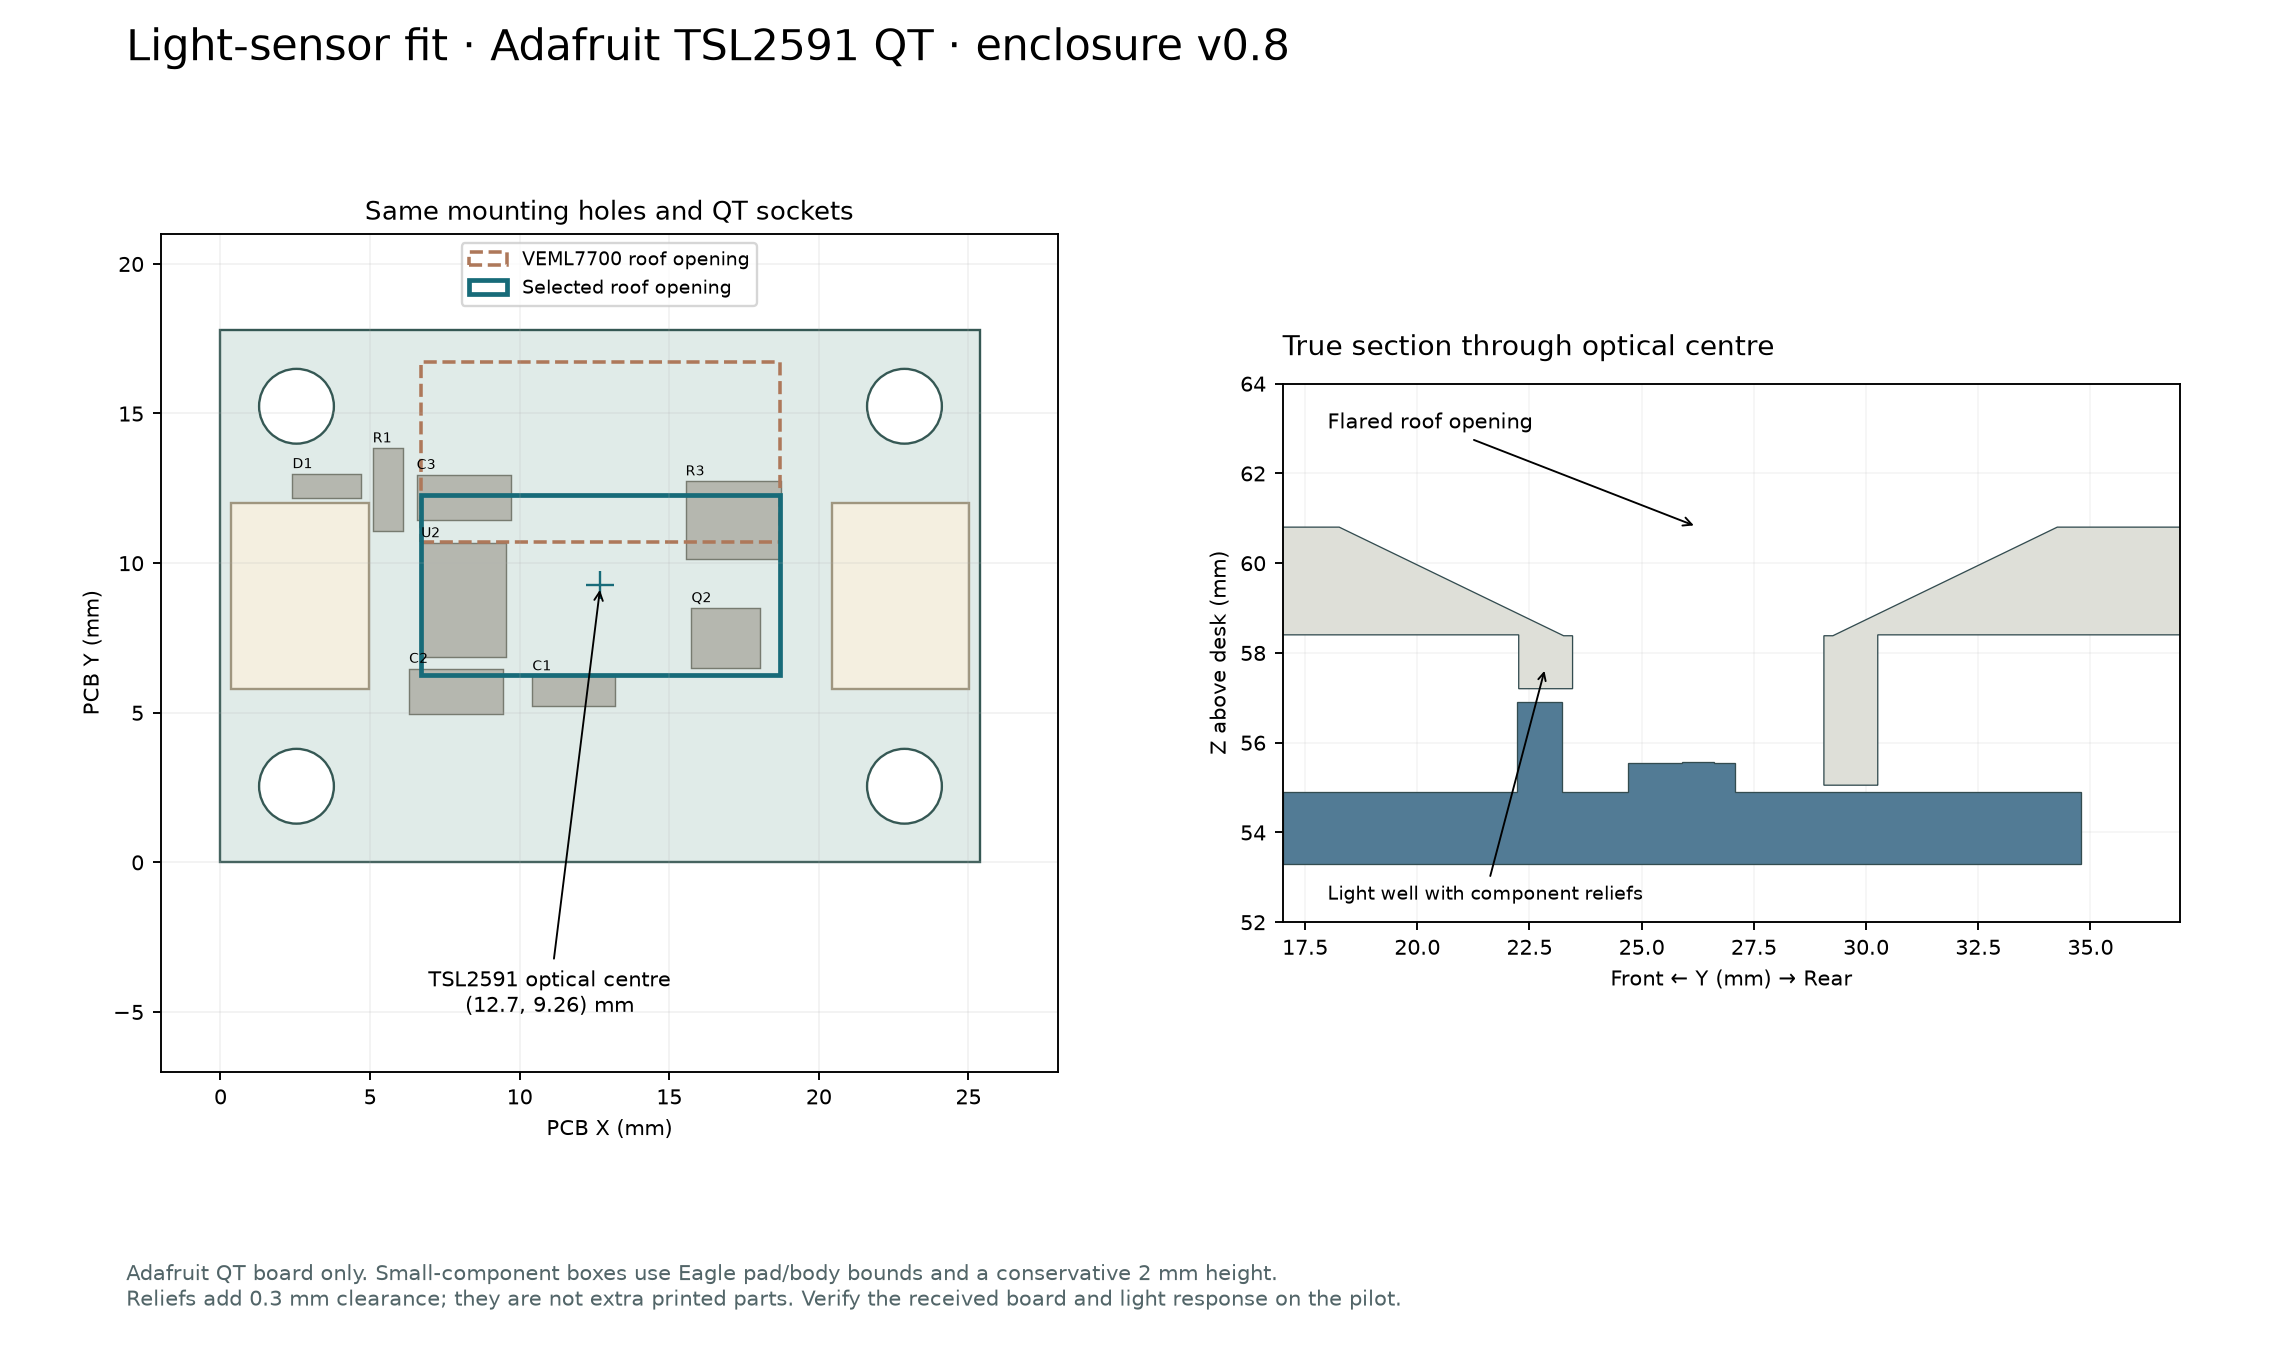 Light-sensor fit · Adafruit TSL2591 QT · enclosure v0.8
Same mounting holes and QT sockets
VEML7700 roof opening
Selected roof opening
20
15
10
5
0
−5
PCB Y (mm)
R1
D1
C3
R3
U2
Q2
C2
C1
TSL2591 optical centre
(12.7, 9.26) mm
0
5
10
15
20
25
PCB X (mm)
True section through optical centre
64
62
60
58
56
54
52
Z above desk (mm)
Flared roof opening
Light well with component reliefs
17.5
20.0
22.5
25.0
27.5
30.0
32.5
35.0
Front ← Y (mm) → Rear
Adafruit QT board only. Small-component boxes use Eagle pad/body bounds and a conservative 2 mm height.
Reliefs add 0.3 mm clearance; they are not extra printed parts. Verify the received board and light response on the pilot.